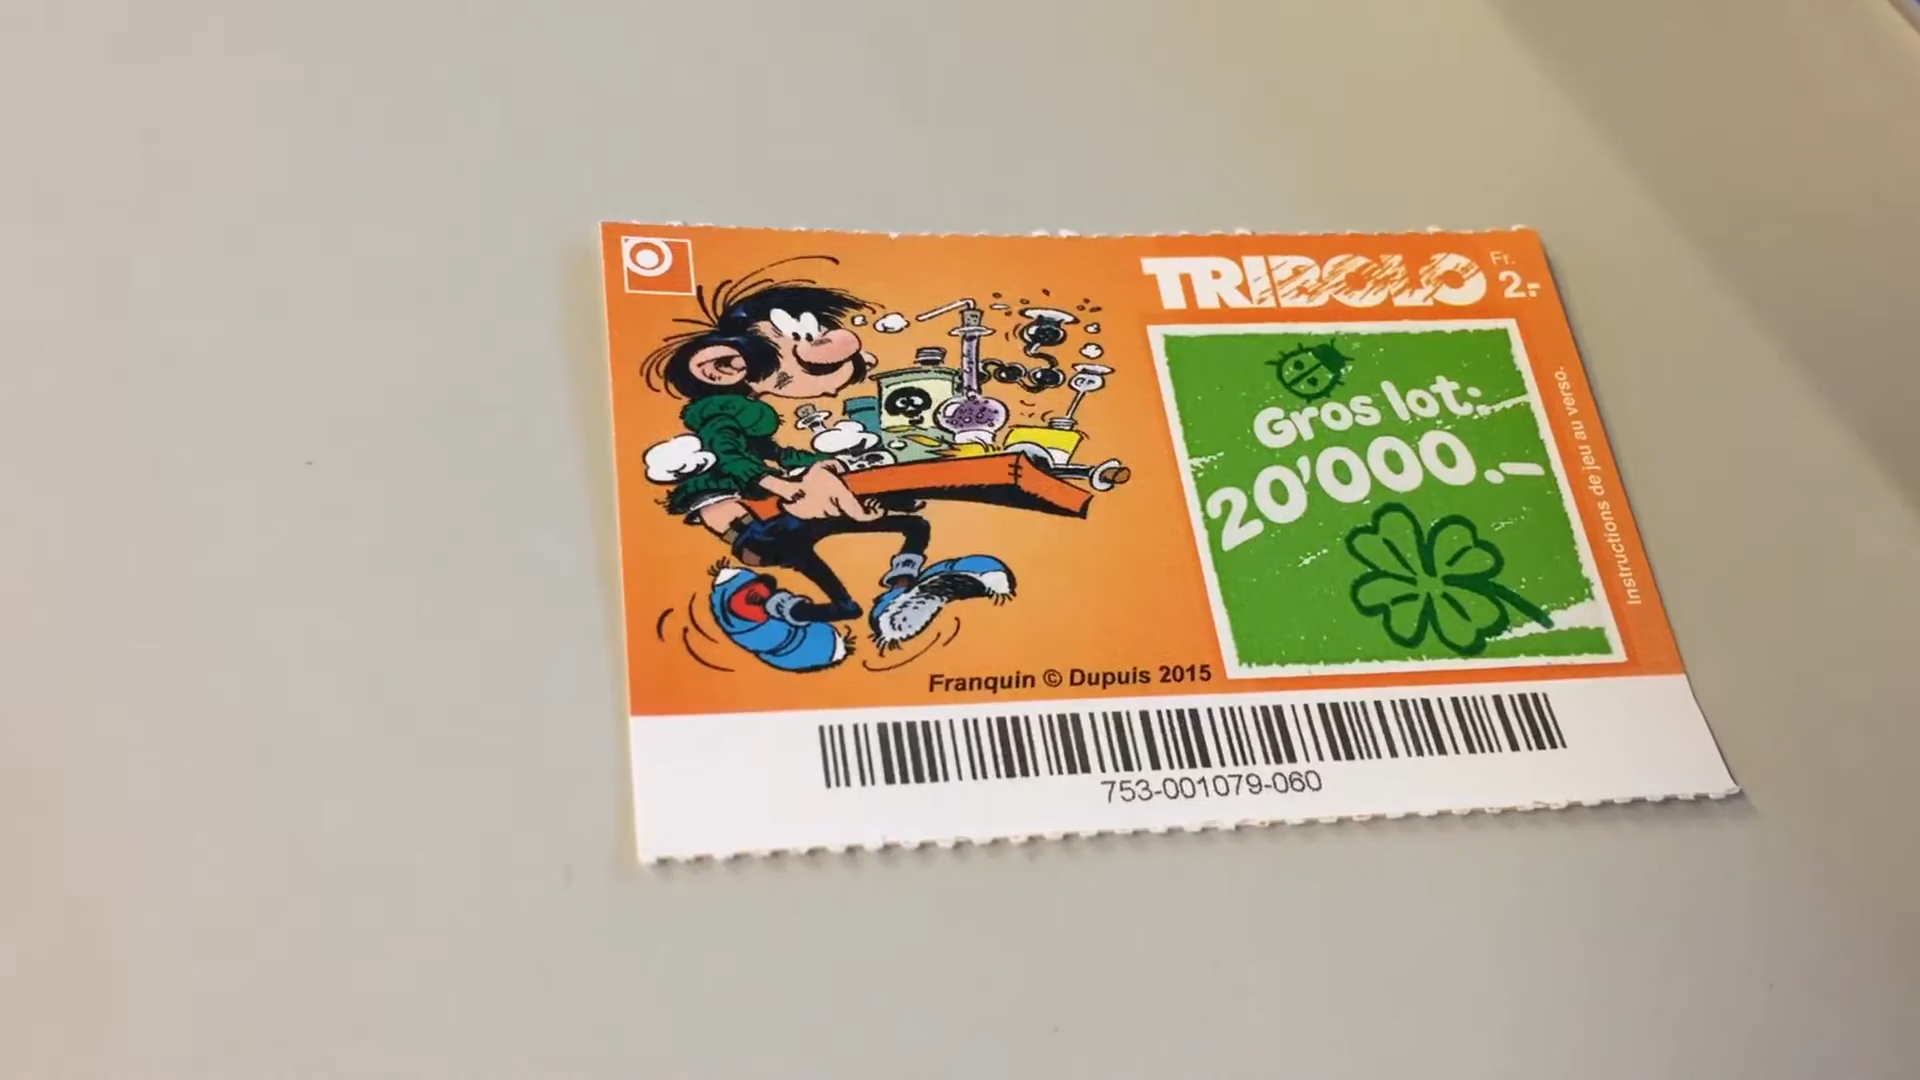 TRIBOLO
Fr.
2.-
Gros lot:
20'000.-
Instructions de jeu au verso.
Franquin © Dupuis 2015
753-001079-060